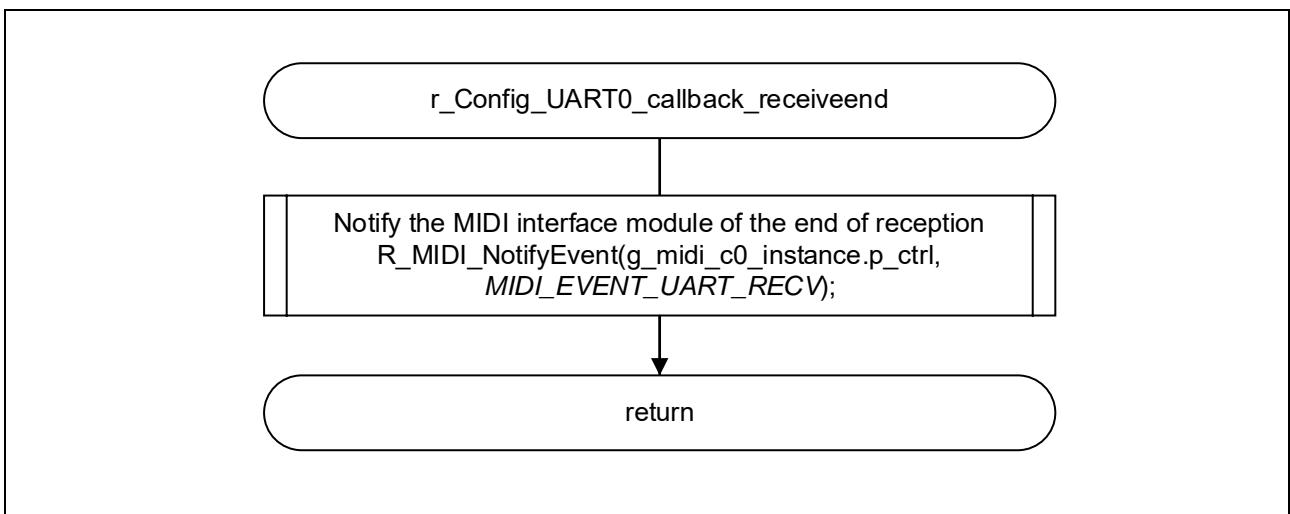 r_Config_UART0_callback_receiveend
Notify the MIDI interface module of the end of reception
R_MIDI_NotifyEvent(g_midi_c0_instance.p_ctrl,
MIDI_EVENT_UART_RECV);
return